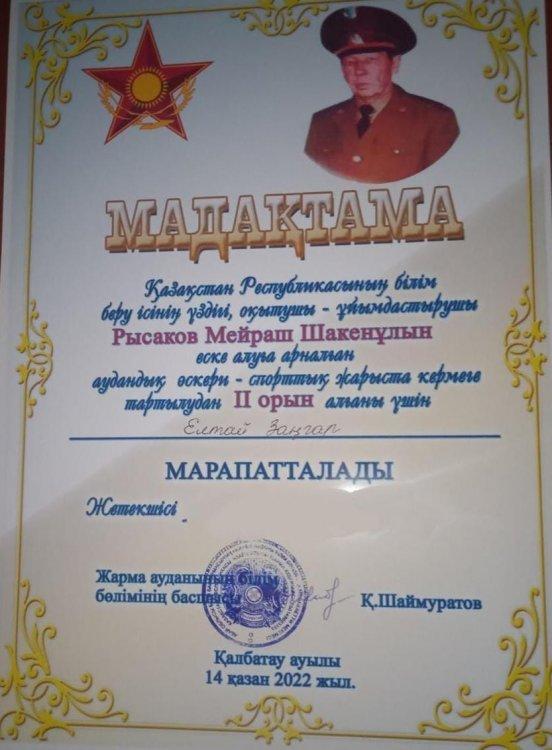 МАДАҚТАМА
Қазақстан Республикасының білім
беру ісінің үздігі, оқытушы - ұйымдастырушы
Рысаков Мейраш Шакенұлын
еске алуға арналған
аудандық әскери - спорттық жарыста кермеге
тартылудан II орын алғаны үшін
Елтай Заңғар
МАРАПАТТАЛАДЫ
Жетекшісі
Жарма ауданының білім
бөлімінің басшысы Қ.Шаймуратов
Қалбатау ауылы
14 қазан 2022 жыл.